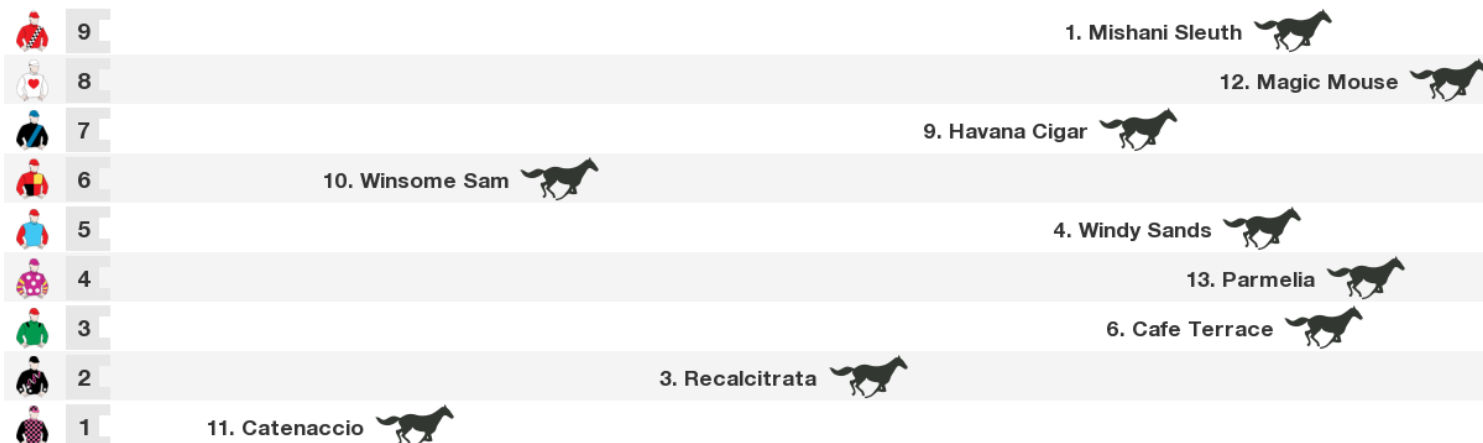 9 1. Mishani Sleuth
8 12. Magic Mouse
7 9. Havana Cigar
6 10. Winsome Sam
5 4. Windy Sands
4 13. Parmelia
3 6. Cafe Terrace
2 3. Recalcitrata
1 11. Catenaccio